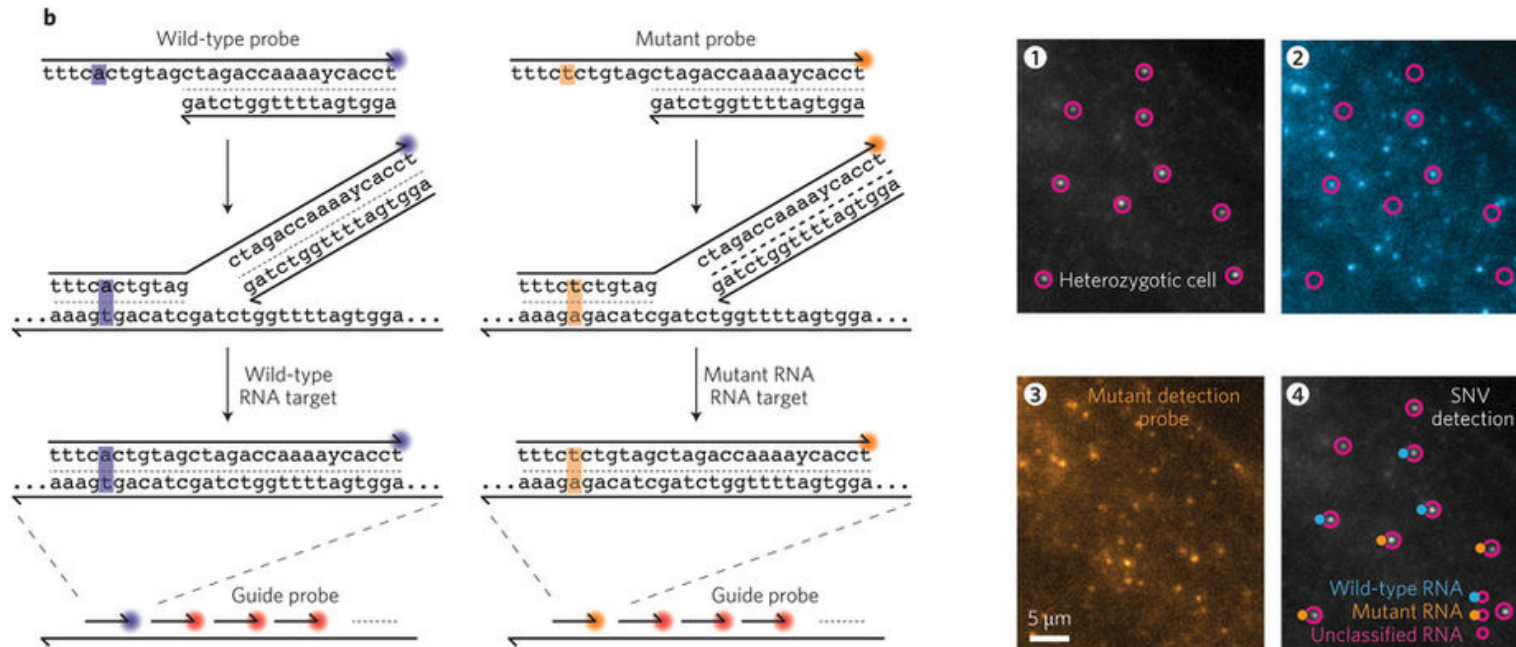 b
Wild-type probe
tttcactgtagctagaccaaaaycacct
gatctggttttagtgga
ctagaccaaaaycacct
gatctggttttagtgga
tttcactgtag
...aaagtgacatcgatctggttttagtgga...
Wild-type
RNA target
tttcactgtagctagaccaaaaycacct
...aaagtgacatcgatctggttttagtgga...
Guide probe
Mutant probe
tttctctgtagctagaccaaaaycacct
gatctggttttagtgga
ctagaccaaaaycacct
gatctggttttagtgga
tttctctgtag
...aaagagacatcgatctggttttagtgga...
Mutant RNA
RNA target
tttctctgtagctagaccaaaaycacct
...aaagagacatcgatctggttttagtgga...
Guide probe
1
Heterozygotic cell
2
3
Mutant detection
probe
5 µm
4
SNV
detection
Wild-type RNA
Mutant RNA
Unclassified RNA